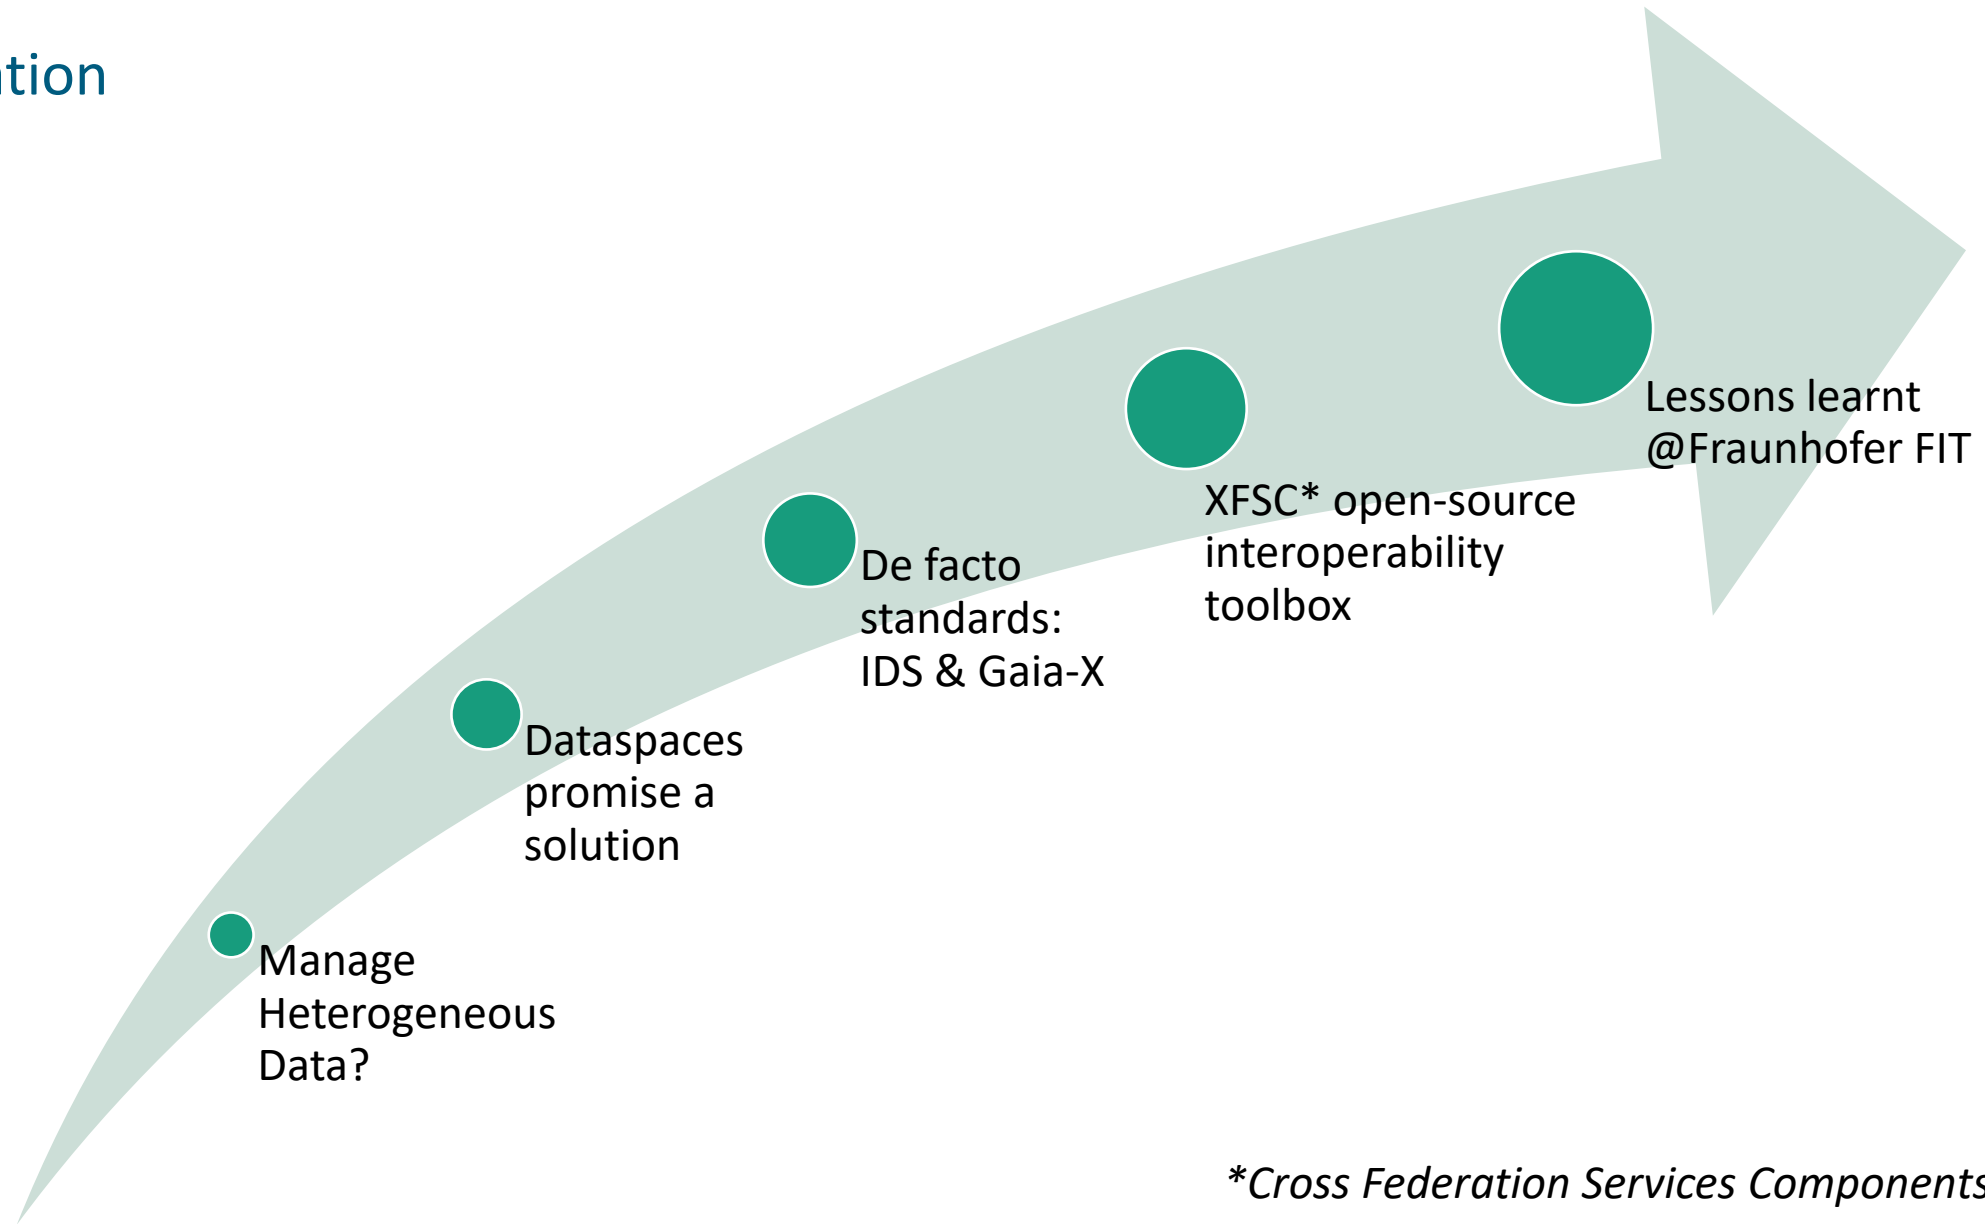 ation
Lessons learnt
@Fraunhofer FIT
XFSC* open-source
interoperability
toolbox
De facto
standards:
IDS & Gaia-X
Dataspaces
promise a
solution
Manage
Heterogeneous
Data?
*Cross Federation Services Components